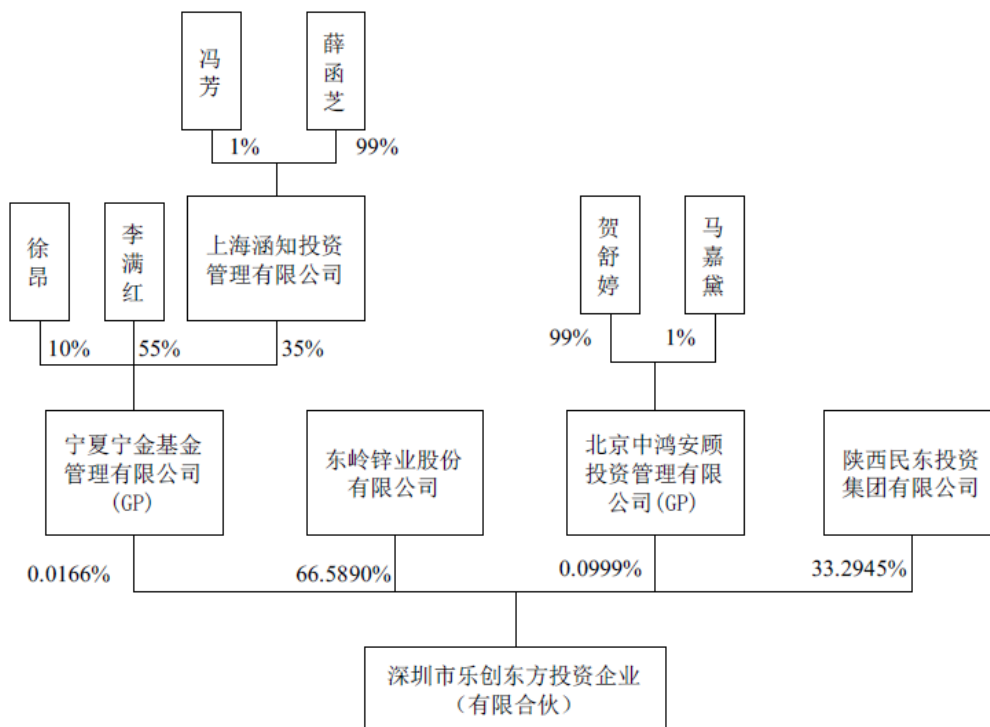 冯芳
薛函芝
1%
99%
徐昂
李满红
上海涵知投资
管理有限公司
贺舒婷
马嘉黛
10%
55%
35%
99%
1%
宁夏宁金基金
管理有限公司
(GP)
东岭锌业股份
有限公司
北京中鸿安顾
投资管理有限
公司(GP)
陕西民东投资
集团有限公司
0.0166%
66.5890%
0.0999%
33.2945%
深圳市乐创东方投资企业
（有限合伙）